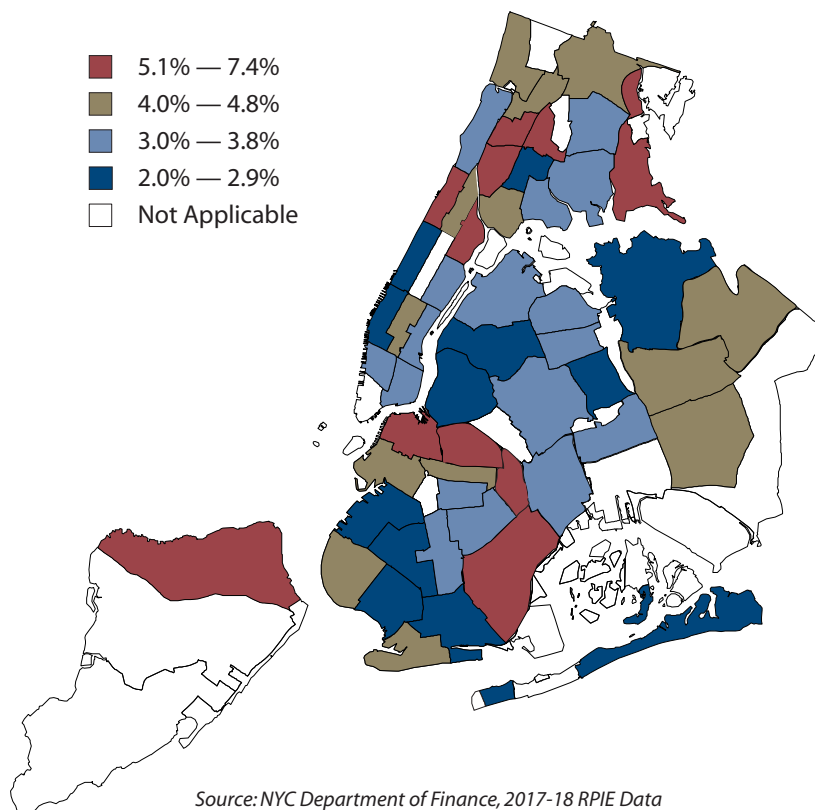 5.1% — 7.4%
4.0% — 4.8%
3.0% — 3.8%
2.0% — 2.9%
Not Applicable
Source: NYC Department of Finance, 2017-18 RPIE Data